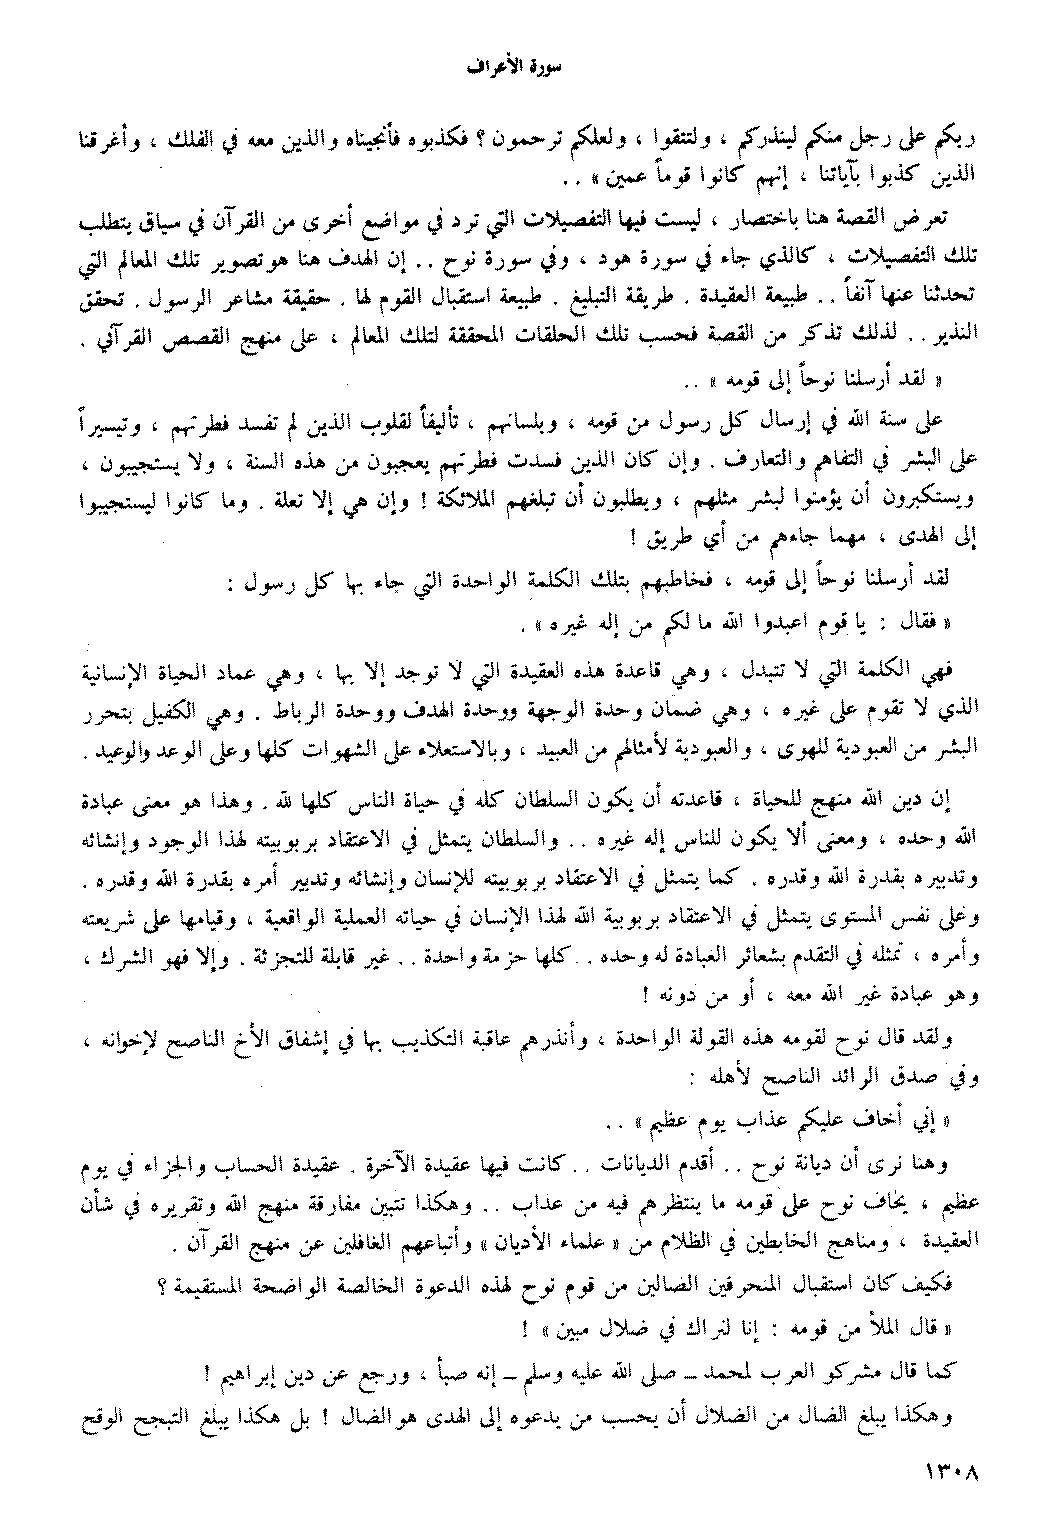 سورة الأعراف
ربكم على رجل منكم لينذركم ، ولتتقوا ، ولعلكم ترحمون ؟ فكذبوه فأنجيناه والذين معه في الفلك ، وأغرقنا
الذين كذبوا بآياتنا ، إنهم كانوا قوماً عمين » ..
تعرض القصة هنا باختصار ، ليست فيها التفصيلات التي ترد في مواضع أخرى من القرآن في سياق يتطلب
تلك التفصيلات ، كالذي جاء في سورة هود ، وفي سورة نوح .. إن الهدف هنا هو تصوير تلك المعالم التي
تحدثنا عنها آنفاً .. طبيعة العقيدة . طريقة التبليغ . طبيعة استقبال القوم لها . حقيقة مشاعر الرسول . تحقق
النذير .. لذلك تذكر من القصة فحسب تلك الحلقات المحققة لتلك المعالم ، على منهج القصص القرآني .
« لقد أرسلنا نوحاً إلى قومه » ..
على سنة الله في إرسال كل رسول من قومه ، وبلسانهم ، تأليفاً لقلوب الذين لم تفسد فطرتهم ، وتيسيراً
على البشر في التفاهم والتعارف . وإن كان الذين فسدت فطرتهم يعجبون من هذه السنة ، ولا يستجيبون ،
ويستكبرون أن يؤمنوا لبشر مثلهم ، ويطلبون أن تبلغهم الملائكة ! وإن هي إلا تعلة . وما كانوا ليستجيبوا
إلى الهدى ، مهما جاءهم من أي طريق !
لقد أرسلنا نوحاً إلى قومه ، فخاطبهم بتلك الكلمة الواحدة التي جاء بها كل رسول :
« فقال : يا قوم اعبدوا الله ما لكم من إله غيره » .
فهي الكلمة التي لا تتبدل ، وهي قاعدة هذه العقيدة التي لا توجد إلا بها ، وهي عماد الحياة الإنسانية
الذي لا تقوم على غيره ، وهي ضمان وحدة الوجهة ووحدة الهدف ووحدة الرباط . وهي الكفيل بتحرر
البشر من العبودية للهوى ، والعبودية لأمثالهم من العبيد ، وبالاستعلاء على الشهوات كلها وعلى الوعد والوعيد .
إن دين الله منهج للحياة ، قاعدته أن يكون السلطان كله في حياة الناس كلها لله . وهذا هو معنى عبادة
الله وحده ، ومعنى ألا يكون للناس إله غيره .. والسلطان يتمثل في الاعتقاد بربوبيته لهذا الوجود وإنشائه
وتدبيره بقدرة الله وقدره . كما يتمثل في الاعتقاد بربوبيته للإنسان وإنشائه وتدبير أمره بقدرة الله وقدره .
وعلى نفس المستوى يتمثل في الاعتقاد بربوبية الله لهذا الإنسان في حياته العملية الواقعية ، وقيامها على شريعته
وأمره ، تمثله في التقدم بشعائر العبادة له وحده .. كلها حزمة واحدة .. غير قابلة للتجزئة . وإلا فهو الشرك ،
وهو عبادة غير الله معه ، أو من دونه !
ولقد قال نوح لقومه هذه القولة الواحدة ، وأنذرهم عاقبة التكذيب بها في إشفاق الأخ الناصح لإخوانه ،
وفي صدق الرائد الناصح لأهله :
« إني أخاف عليكم عذاب يوم عظيم » ..
وهنا نرى أن ديانة نوح .. أقدم الديانات .. كانت فيها عقيدة الآخرة . عقيدة الحساب والجزاء في يوم
عظيم ، يخاف نوح على قومه ما ينتظرهم فيه من عذاب .. وهكذا تتبين مفارقة منهج الله وتقريره في شأن
العقيدة ، ومناهج الخابطين في الظلام من « علماء الأديان » وأتباعهم الغافلين عن منهج القرآن .
فكيف كان استقبال المنحرفين الضالين من قوم نوح لهذه الدعوة الخالصة الواضحة المستقيمة ؟
« قال الملأ من قومه : إنا لنراك في ضلال مبين » !
كما قال مشركو العرب لمحمد – صلى الله عليه وسلم – إنه صبأ ، ورجع عن دين إبراهيم !
وهكذا يبلغ الضال من الضلال أن يحسب من يدعوه إلى الهدى هو الضال ! بل هكذا يبلغ التبجح الوقح
١٣٠٨